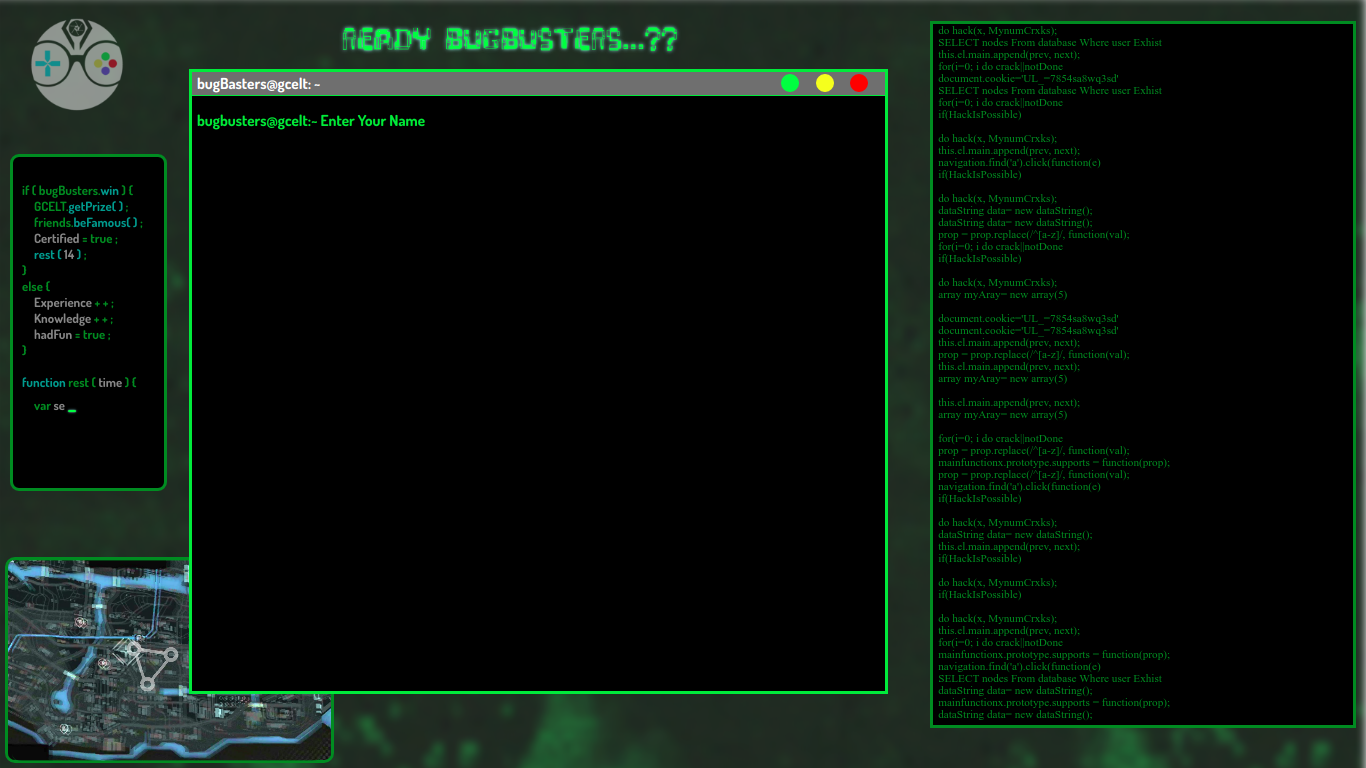 READY BUGBUSTERS...??
bugBasters@gcelt: ~
bugbusters@gcelt:~ Enter Your Name
if ( bugBusters.win ) {
GCELT.getPrize( ) ;
friends.beFamous( ) ;
Certified = true ;
rest ( 14 ) ;
}
else {
Experience + + ;
Knowledge + + ;
hadFun = true ;
}
function rest ( time ) {
var se _
do hack(x, MynumCrxks);
SELECT nodes From database Where user Exhist
this.el.main.append(prev, next);
for(i=0; i do crack||notDone
document.cookie='UL_=7854sa8wq3sd'
SELECT nodes From database Where user Exhist
for(i=0; i do crack||notDone
if(HackIsPossible)
do hack(x, MynumCrxks);
this.el.main.append(prev, next);
navigation.find('a').click(function(e)
if(HackIsPossible)
do hack(x, MynumCrxks);
dataString data= new dataString();
dataString data= new dataString();
prop = prop.replace(/^[a-z]/, function(val);
for(i=0; i do crack||notDone
if(HackIsPossible)
do hack(x, MynumCrxks);
array myAray= new array(5)
document.cookie='UL_=7854sa8wq3sd'
document.cookie='UL_=7854sa8wq3sd'
this.el.main.append(prev, next);
prop = prop.replace(/^[a-z]/, function(val);
this.el.main.append(prev, next);
array myAray= new array(5)
this.el.main.append(prev, next);
array myAray= new array(5)
for(i=0; i do crack||notDone
prop = prop.replace(/^[a-z]/, function(val);
mainfunctionx.prototype.supports = function(prop);
prop = prop.replace(/^[a-z]/, function(val);
navigation.find('a').click(function(e)
if(HackIsPossible)
do hack(x, MynumCrxks);
dataString data= new dataString();
this.el.main.append(prev, next);
if(HackIsPossible)
do hack(x, MynumCrxks);
if(HackIsPossible)
do hack(x, MynumCrxks);
this.el.main.append(prev, next);
for(i=0; i do crack||notDone
mainfunctionx.prototype.supports = function(prop);
navigation.find('a').click(function(e)
SELECT nodes From database Where user Exhist
dataString data= new dataString();
mainfunctionx.prototype.supports = function(prop);
dataString data= new dataString();